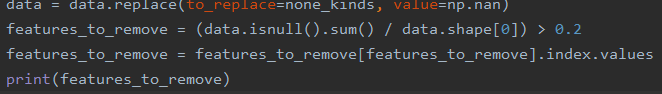 data = data.replace(to_replace=none_kinds, value=np.nan)
features_to_remove = (data.isnull().sum() / data.shape[0]) > 0.2
features_to_remove = features_to_remove[features_to_remove].index.values
print(features_to_remove)